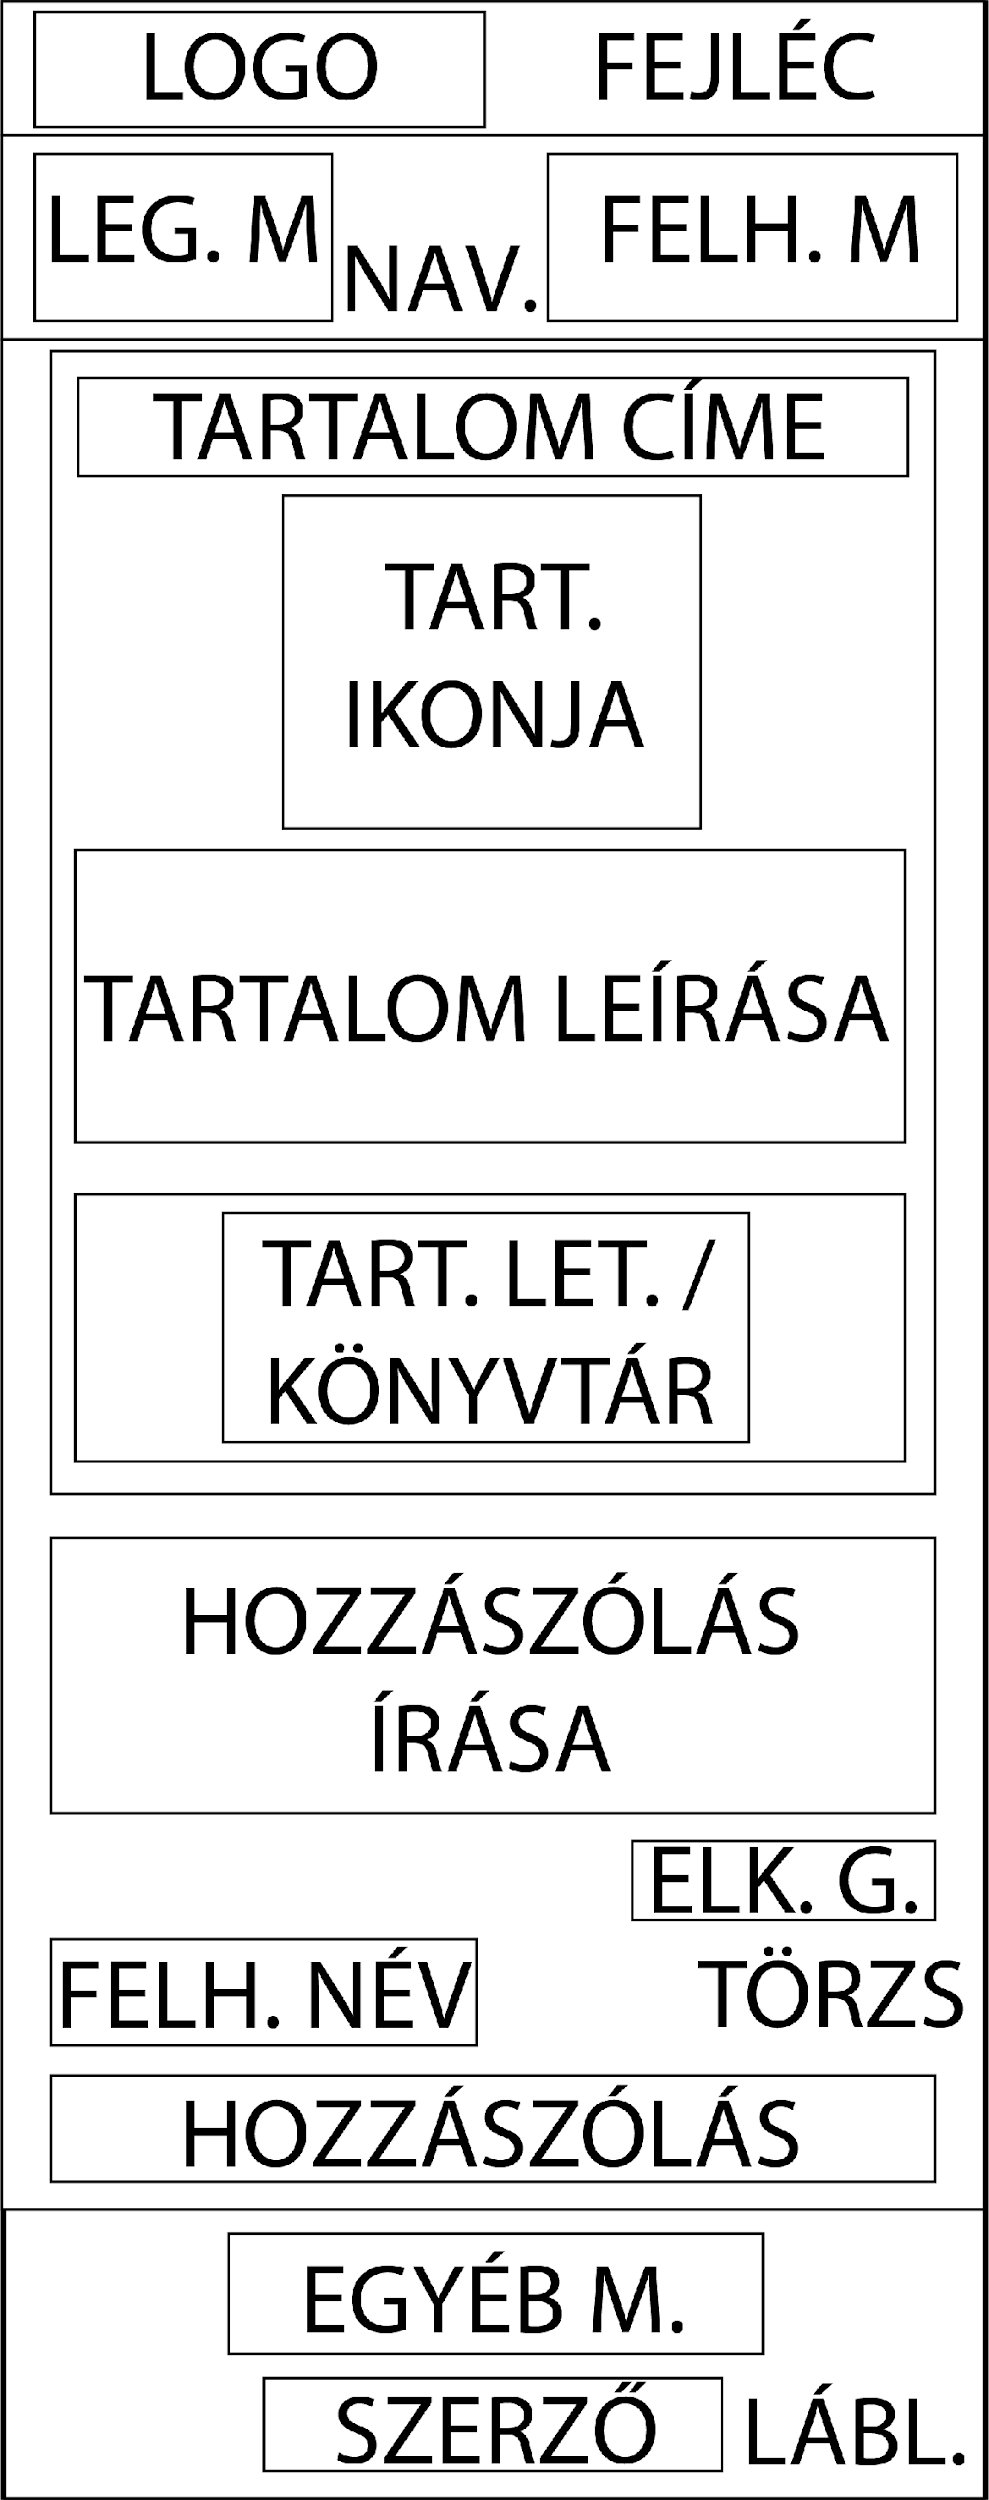 LOGO FEJLÉC
LEG. M NAV. FELH. M
TARTALOM CÍME
TART.
IKONJA
TARTALOM LEÍRÁSA
TART. LET. /
KÖNYVTÁR
HOZZÁSZÓLÁS
ÍRÁSA
ELK. G.
FELH. NÉV TÖRZS
HOZZÁSZÓLÁS
EGYÉB M.
SZERZŐ LÁBL.